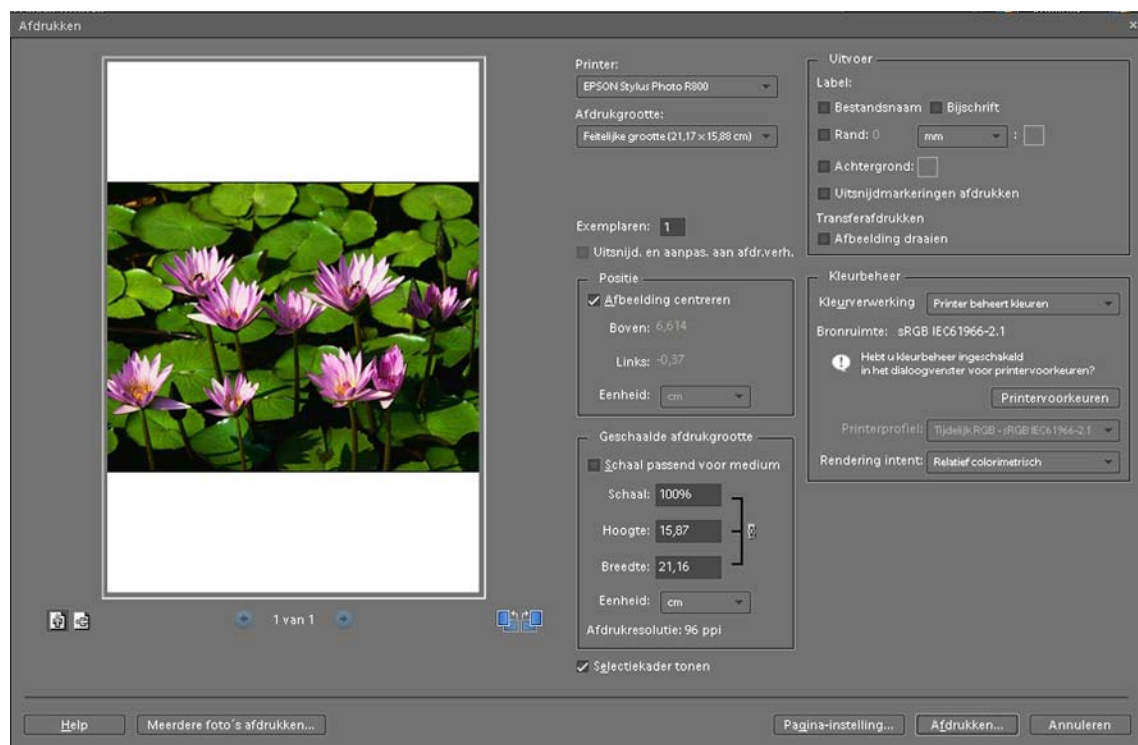 Afdrukken
Printer:
EPSON Stylus Photo R800
Afdrukgrootte:
Feitelijke grootte (21,17 × 15,88 cm)
Exemplaren: 1
Uitsnijd. en aanpas. aan afdr.verh.
Positie
Afbeelding centreren
Boven: 6,614
Links: -0,37
Eenheid: cm
Geschaalde afdrukgrootte
Schaal passend voor medium
Schaal: 100%
Hoogte: 15,87
Breedte: 21,16
Eenheid: cm
Afdrukresolutie: 96 ppi
Selectiekader tonen
Uitvoer
Label:
Bestandsnaam Bijschrift
Rand: 0 mm :
Achtergrond:
Uitsnijdmarkeringen afdrukken
Transferafdrukken
Afbeelding draaien
Kleurbeheer
Kleurverwerking Printer beheert kleuren
Bronruimte: sRGB IEC61966-2.1
Hebt u kleurbeheer ingeschakeld
in het dialoogvenster voor printervoorkeuren?
Printervoorkeuren
Printerprofiel: Tijdelijk RGB - sRGB IEC61966-2.1
Rendering intent: Relatief colorimetrisch
1 van 1
Help Meerdere foto´s afdrukken... Pagina-instelling... Afdrukken... Annuleren